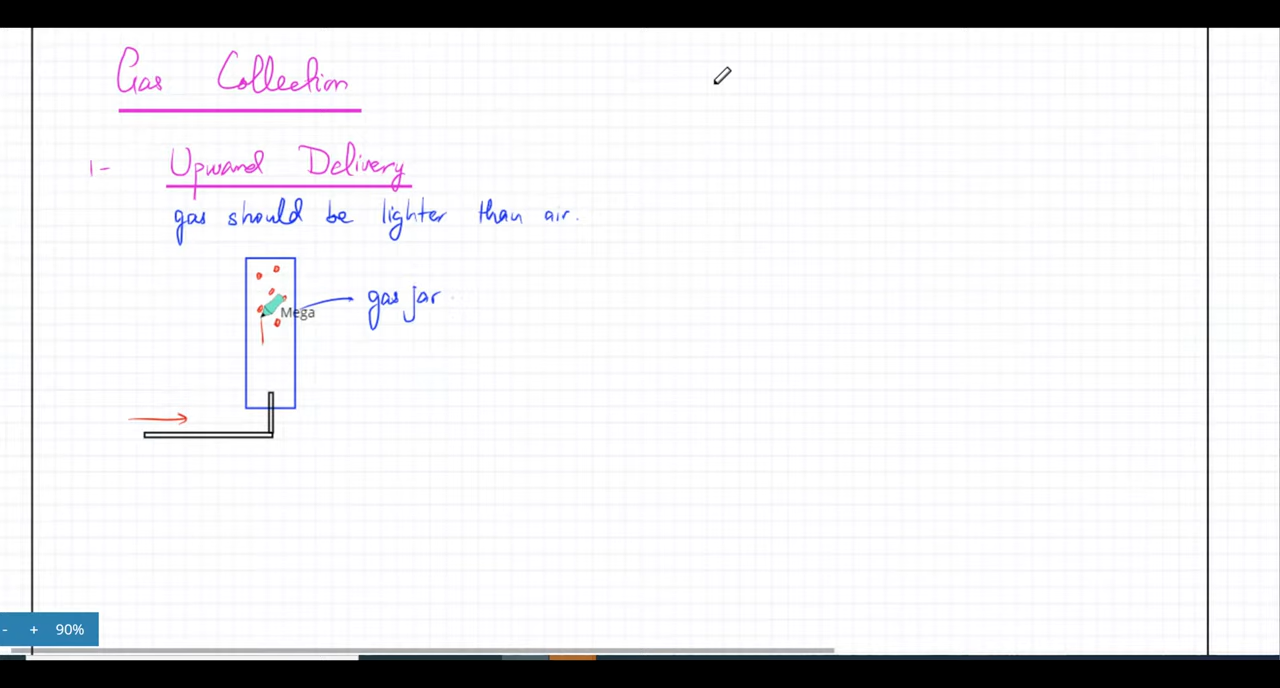 Gas Collection
1- Upward Delivery
gas should be lighter than air.
Mega
gas jar
- + 90%